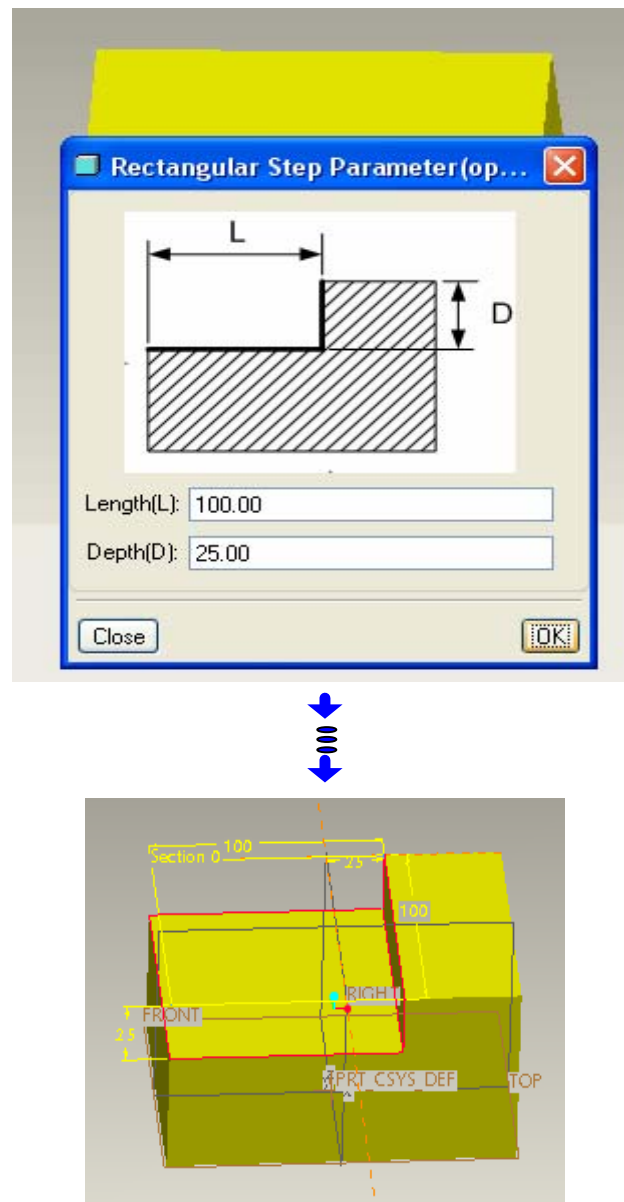 Rectangular Step Parameter(op...
L
D
Length(L): 100.00
Depth(D): 25.00
Close
OK
100
Section 0
25
100
RIGHT
FRONT
25
PRT_CSYS_DEF
TOP